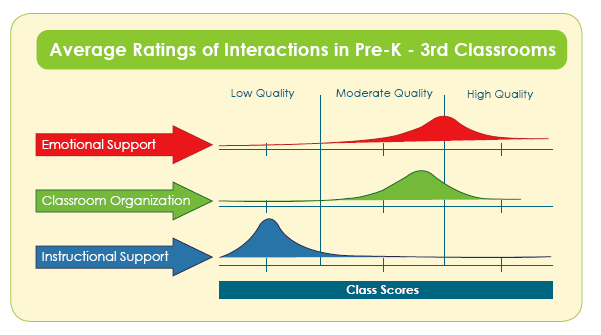 Average Ratings of Interactions in Pre-K - 3rd Classrooms
Low Quality Moderate Quality High Quality
Emotional Support
Classroom Organization
Instructional Support
Class Scores